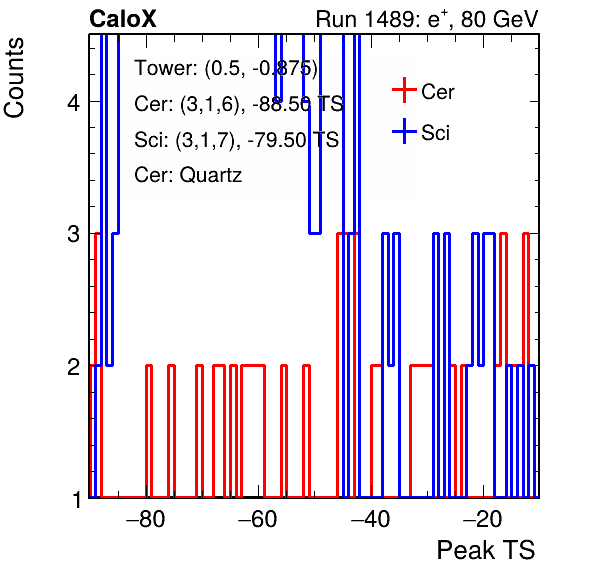 CaloX
Run 1489: e+, 80 GeV
Counts
Tower: (0.5, -0.875)
Cer: (3,1,6), -88.50 TS
Sci: (3,1,7), -79.50 TS
Cer: Quartz
Cer
Sci
4
3
2
1
−80
−60
−40
−20
Peak TS